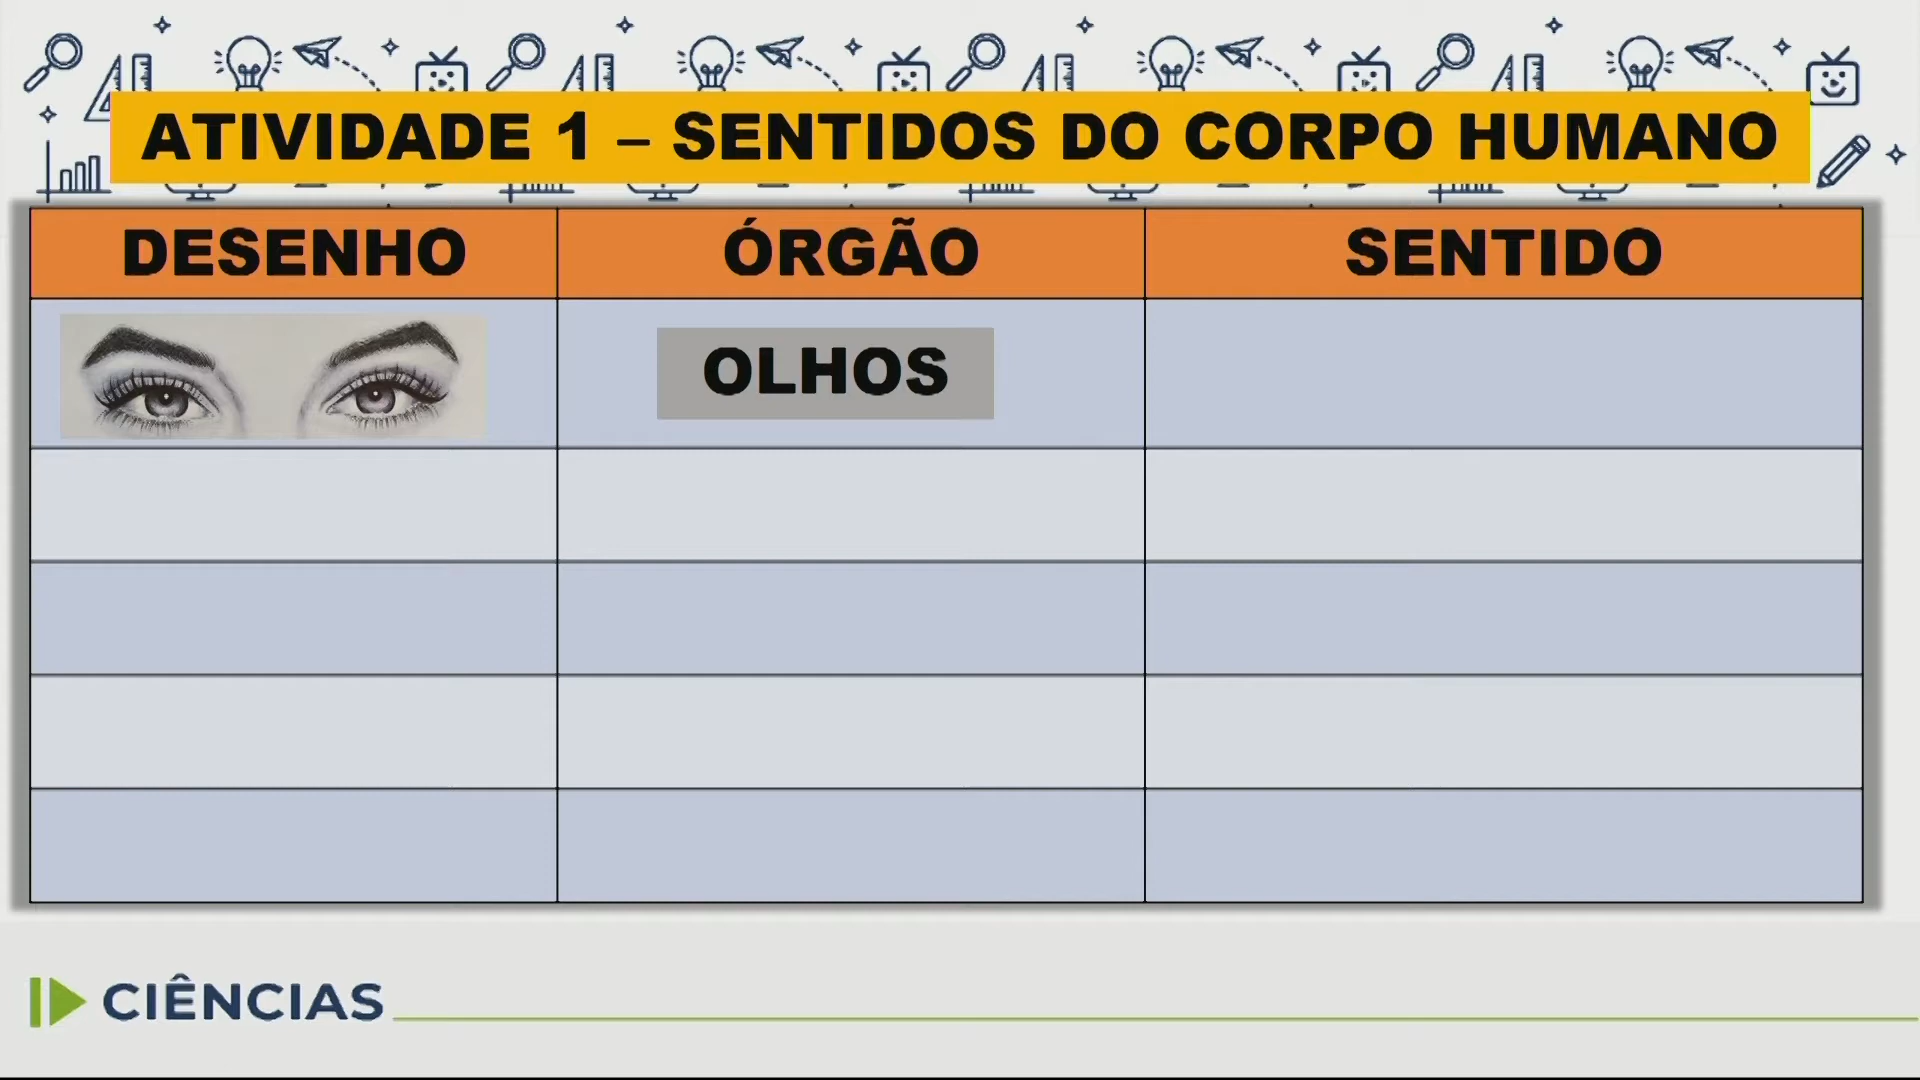 ATIVIDADE 1 – SENTIDOS DO CORPO HUMANO
DESENHO ÓRGÃO SENTIDO
OLHOS
CIÊNCIAS